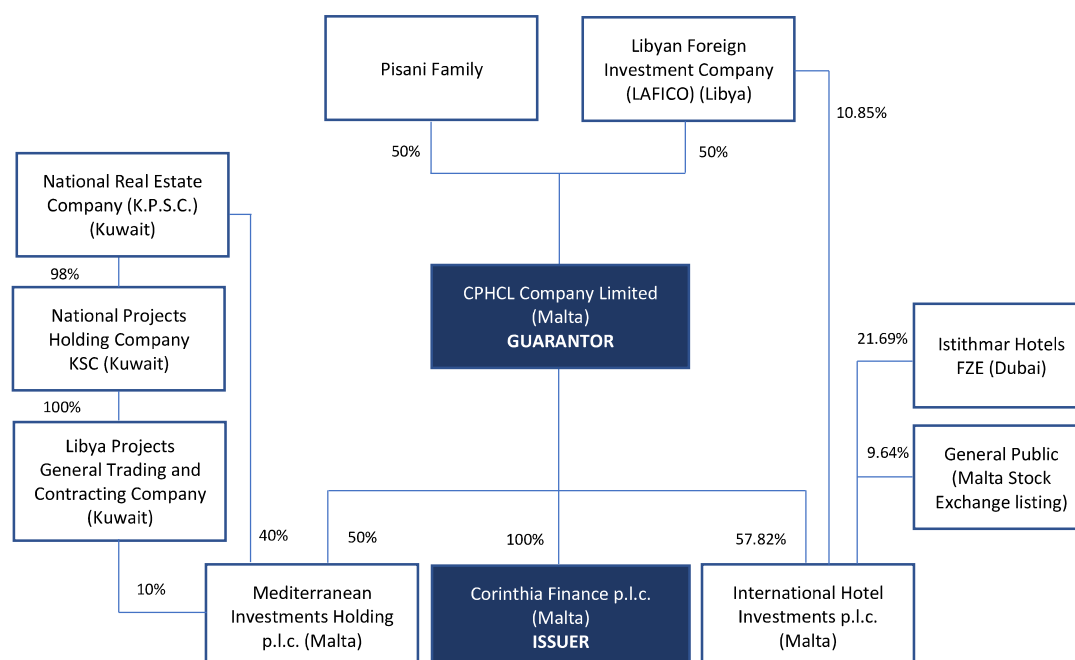 Pisani Family
Libyan Foreign
Investment Company
(LAFICO) (Libya)
10.85%
50%
50%
National Real Estate
Company (K.P.S.C.)
(Kuwait)
98%
National Projects
Holding Company
KSC (Kuwait)
100%
Libya Projects
General Trading and
Contracting Company
(Kuwait)
CPHCL Company Limited
(Malta)
GUARANTOR
21.69%
Istithmar Hotels
FZE (Dubai)
9.64%
General Public
(Malta Stock
Exchange listing)
40%
50%
100%
57.82%
10%
Mediterranean
Investments Holding
p.l.c. (Malta)
Corinthia Finance p.l.c.
(Malta)
ISSUER
International Hotel
Investments p.l.c.
(Malta)